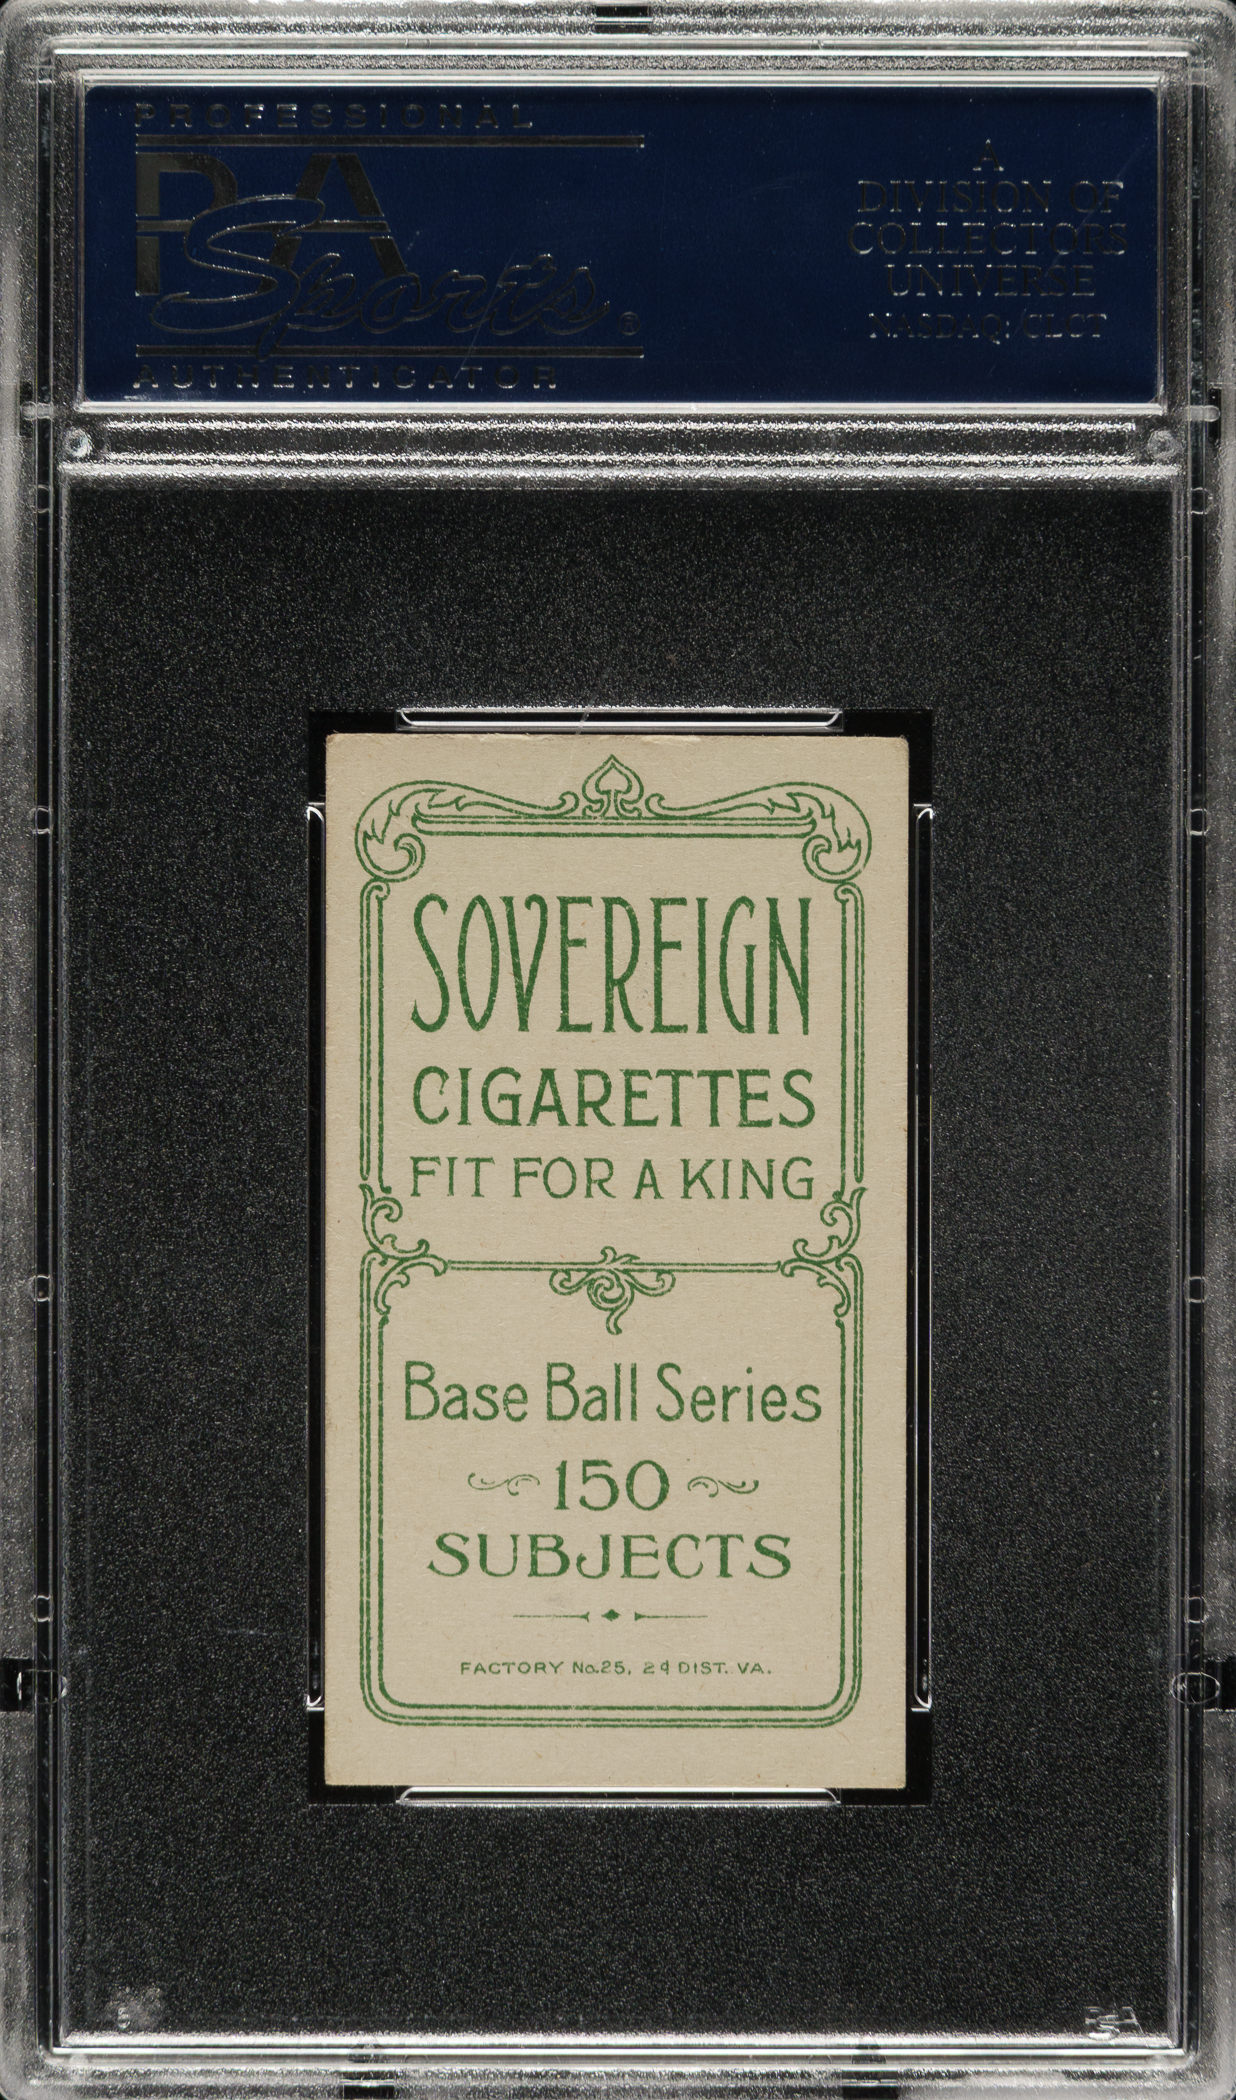 PROFESSIONAL
PSA
Sports®
AUTHENTICATOR
A
DIVISION OF
COLLECTORS
UNIVERSE
NASDAQ: CLCT
SOVEREIGN
CIGARETTES
FIT FOR A KING
Base Ball Series
150
SUBJECTS
FACTORY No.25, 2d DIST. VA.
PSA